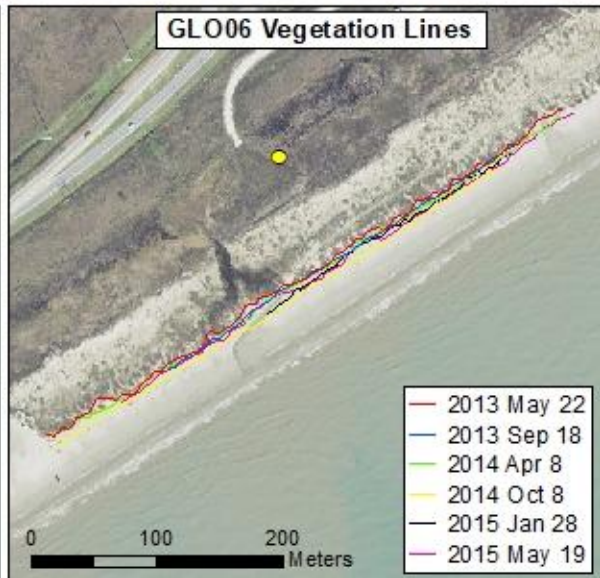 GLO06 Vegetation Lines
2013 May 22
2013 Sep 18
2014 Apr 8
2014 Oct 8
2015 Jan 28
2015 May 19
0 100 200
Meters